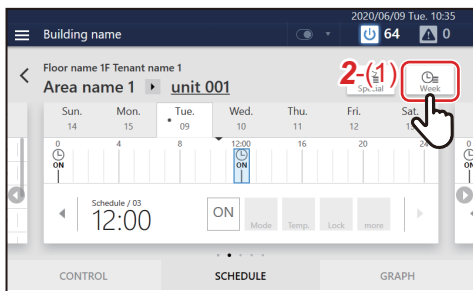 2020/06/09 Tue. 10:35
Building name
64
0
Floor name 1F Tenant name 1
Area name 1 unit 001
2-(1)
Special
Week
Sun. Mon. Tue. Wed. Thu. Fri. Sat.
14 15 09 10 11 12
0 4 8 12:00 16 20 24 0
ON ON ON
Schedule / 03
12:00
ON Mode Temp. Lock more
CONTROL SCHEDULE GRAPH